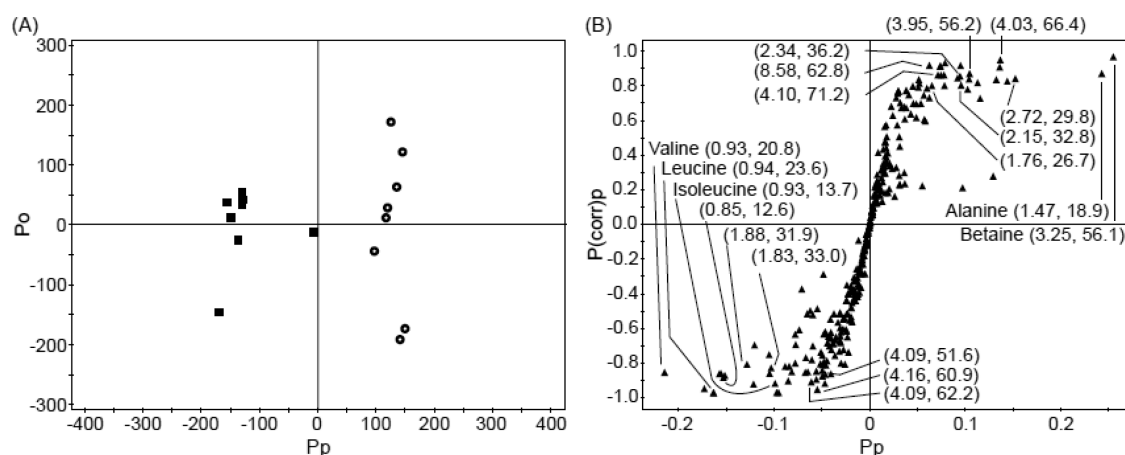 (A)
300
200
100
0
-100
-200
-300
Po
-400 -300 -200 -100 0 100 200 300 400
Pp
(B)
1.0
0.8
0.6
0.4
0.2
0.0
-0.2
-0.4
-0.6
-0.8
-1.0
P(corr)p
(3.95, 56.2) (4.03, 66.4)
(2.34, 36.2)
(8.58, 62.8)
(4.10, 71.2)
(2.72, 29.8)
(2.15, 32.8)
(1.76, 26.7)
Valine (0.93, 20.8)
Leucine (0.94, 23.6)
Isoleucine (0.93, 13.7)
(0.85, 12.6)
(1.88, 31.9)
(1.83, 33.0)
Alanine (1.47, 18.9)
Betaine (3.25, 56.1)
(4.09, 51.6)
(4.16, 60.9)
(4.09, 62.2)
-0.2 -0.1 0 0.1 0.2
Pp